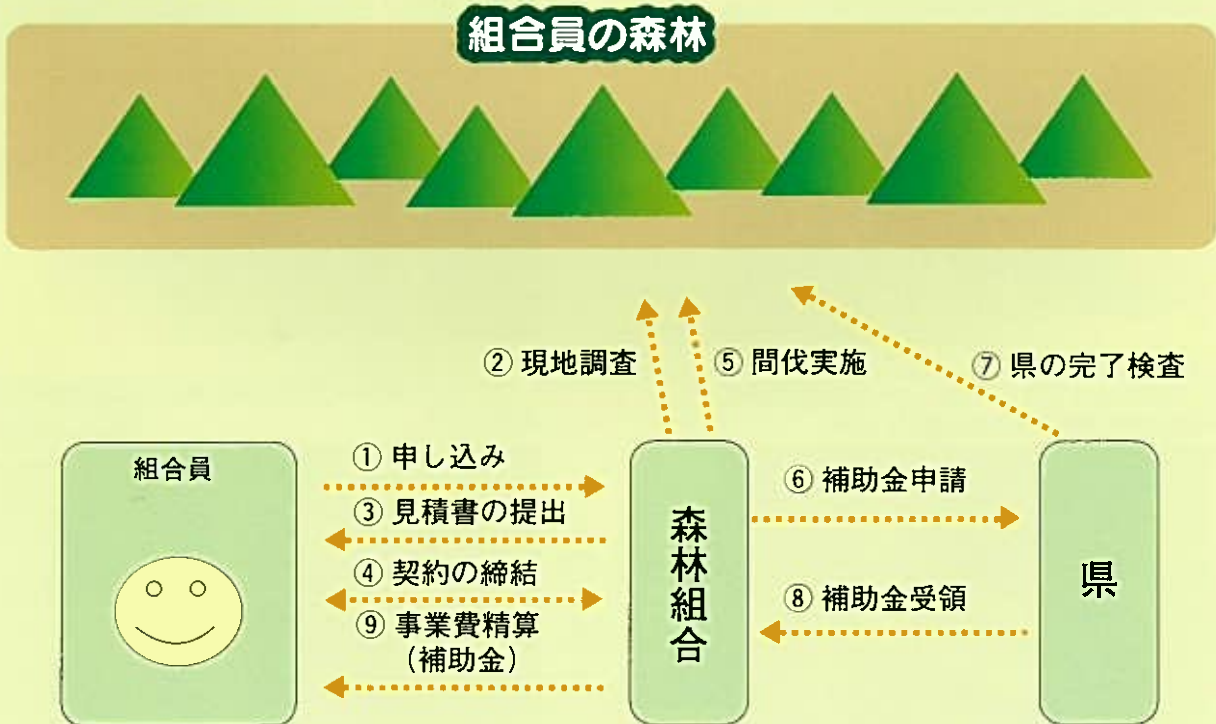 組合員の森林
② 現地調査
⑤ 間伐実施
⑦ 県の完了検査
組合員
① 申し込み
③ 見積書の提出
④ 契約の締結
⑨ 事業費精算
（補助金）
森林組合
⑥ 補助金申請
⑧ 補助金受領
県